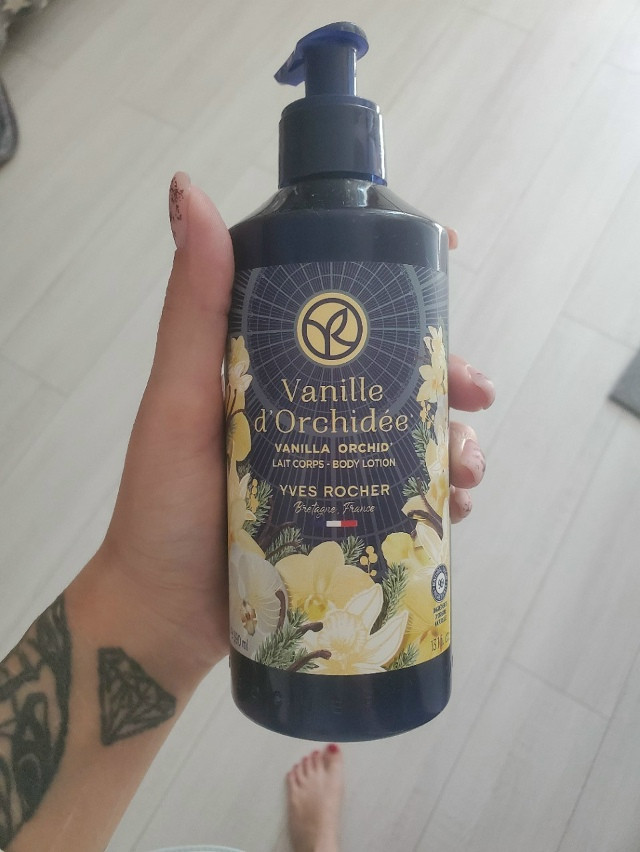 Vanille
d'Orchidée*
VANILLA ORCHID*
LAIT CORPS - BODY LOTION
YVES ROCHER
Bretagne, France